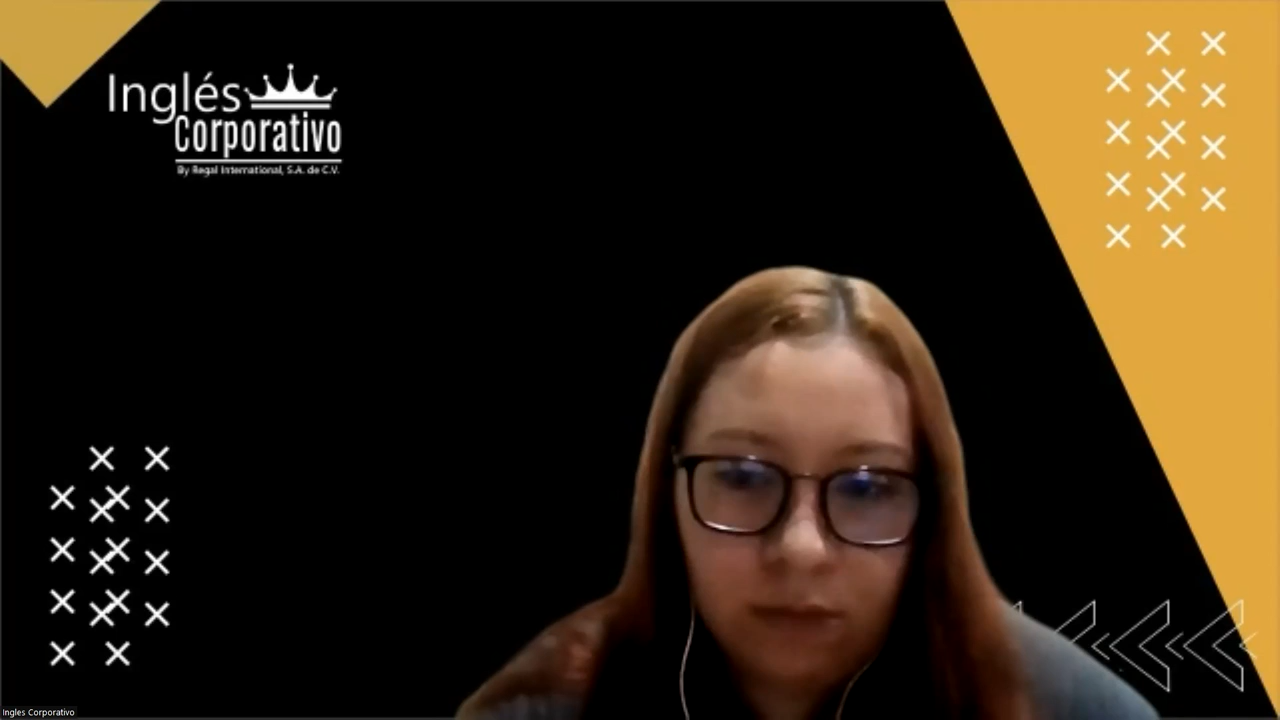 Inglés
Corporativo
By Regal International, S.A. de C.V.
Ingles Corporativo